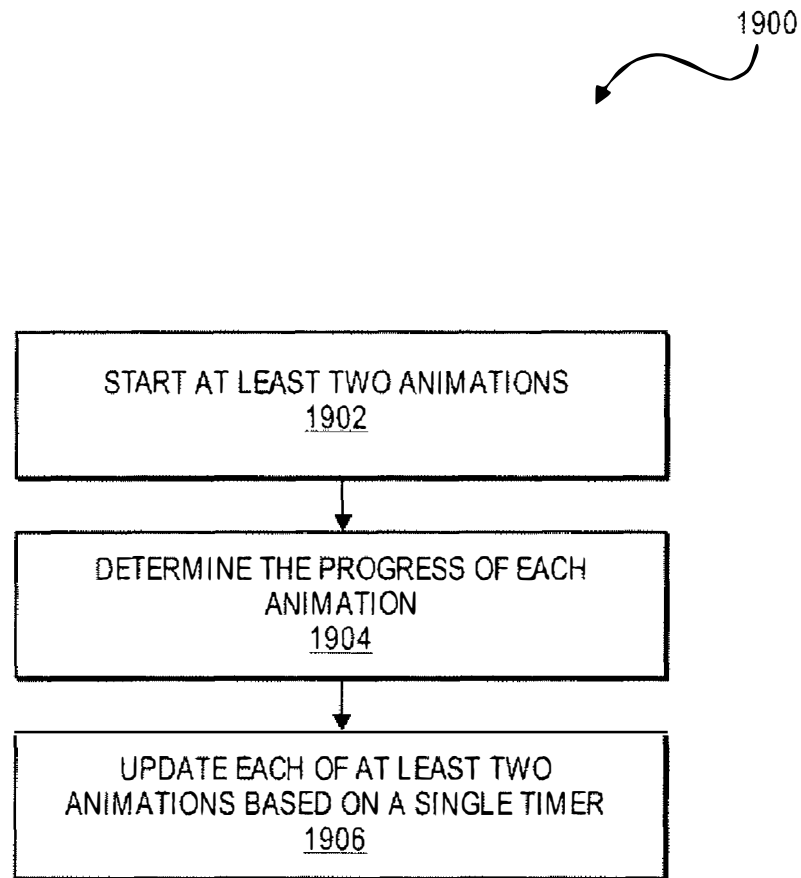 1900
START AT LEAST TWO ANIMATIONS
1902
DETERMINE THE PROGRESS OF EACH
ANIMATION
1904
UPDATE EACH OF AT LEAST TWO
ANIMATIONS BASED ON A SINGLE TIMER
1906